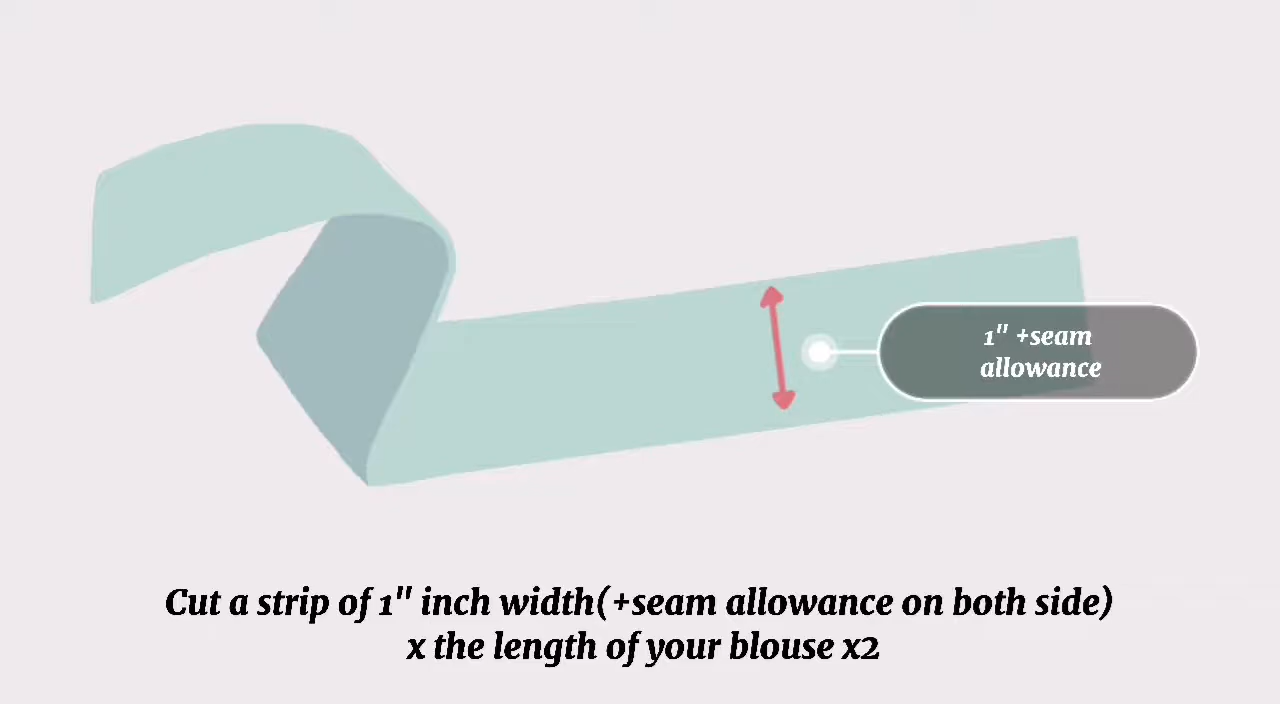 1" +seam
allowance
Cut a strip of 1" inch width(+seam allowance on both side)
x the length of your blouse x2